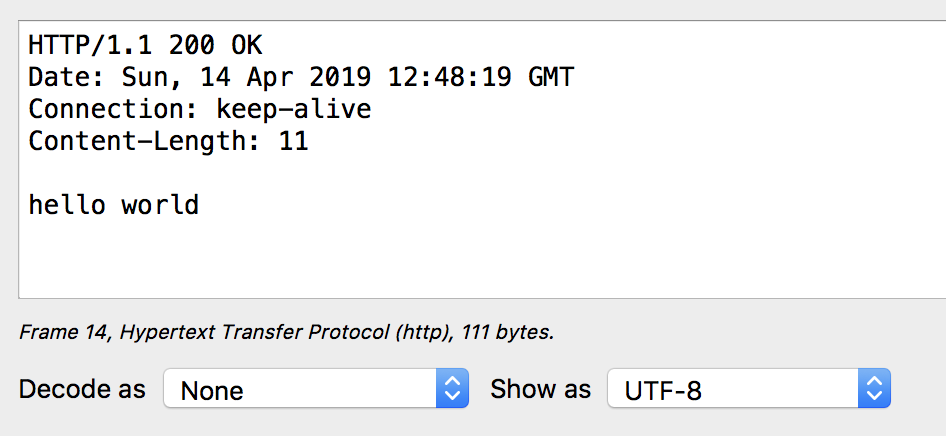 HTTP/1.1 200 OK
Date: Sun, 14 Apr 2019 12:48:19 GMT
Connection: keep-alive
Content-Length: 11

hello world
Frame 14, Hypertext Transfer Protocol (http), 111 bytes.
Decode as None Show as UTF-8